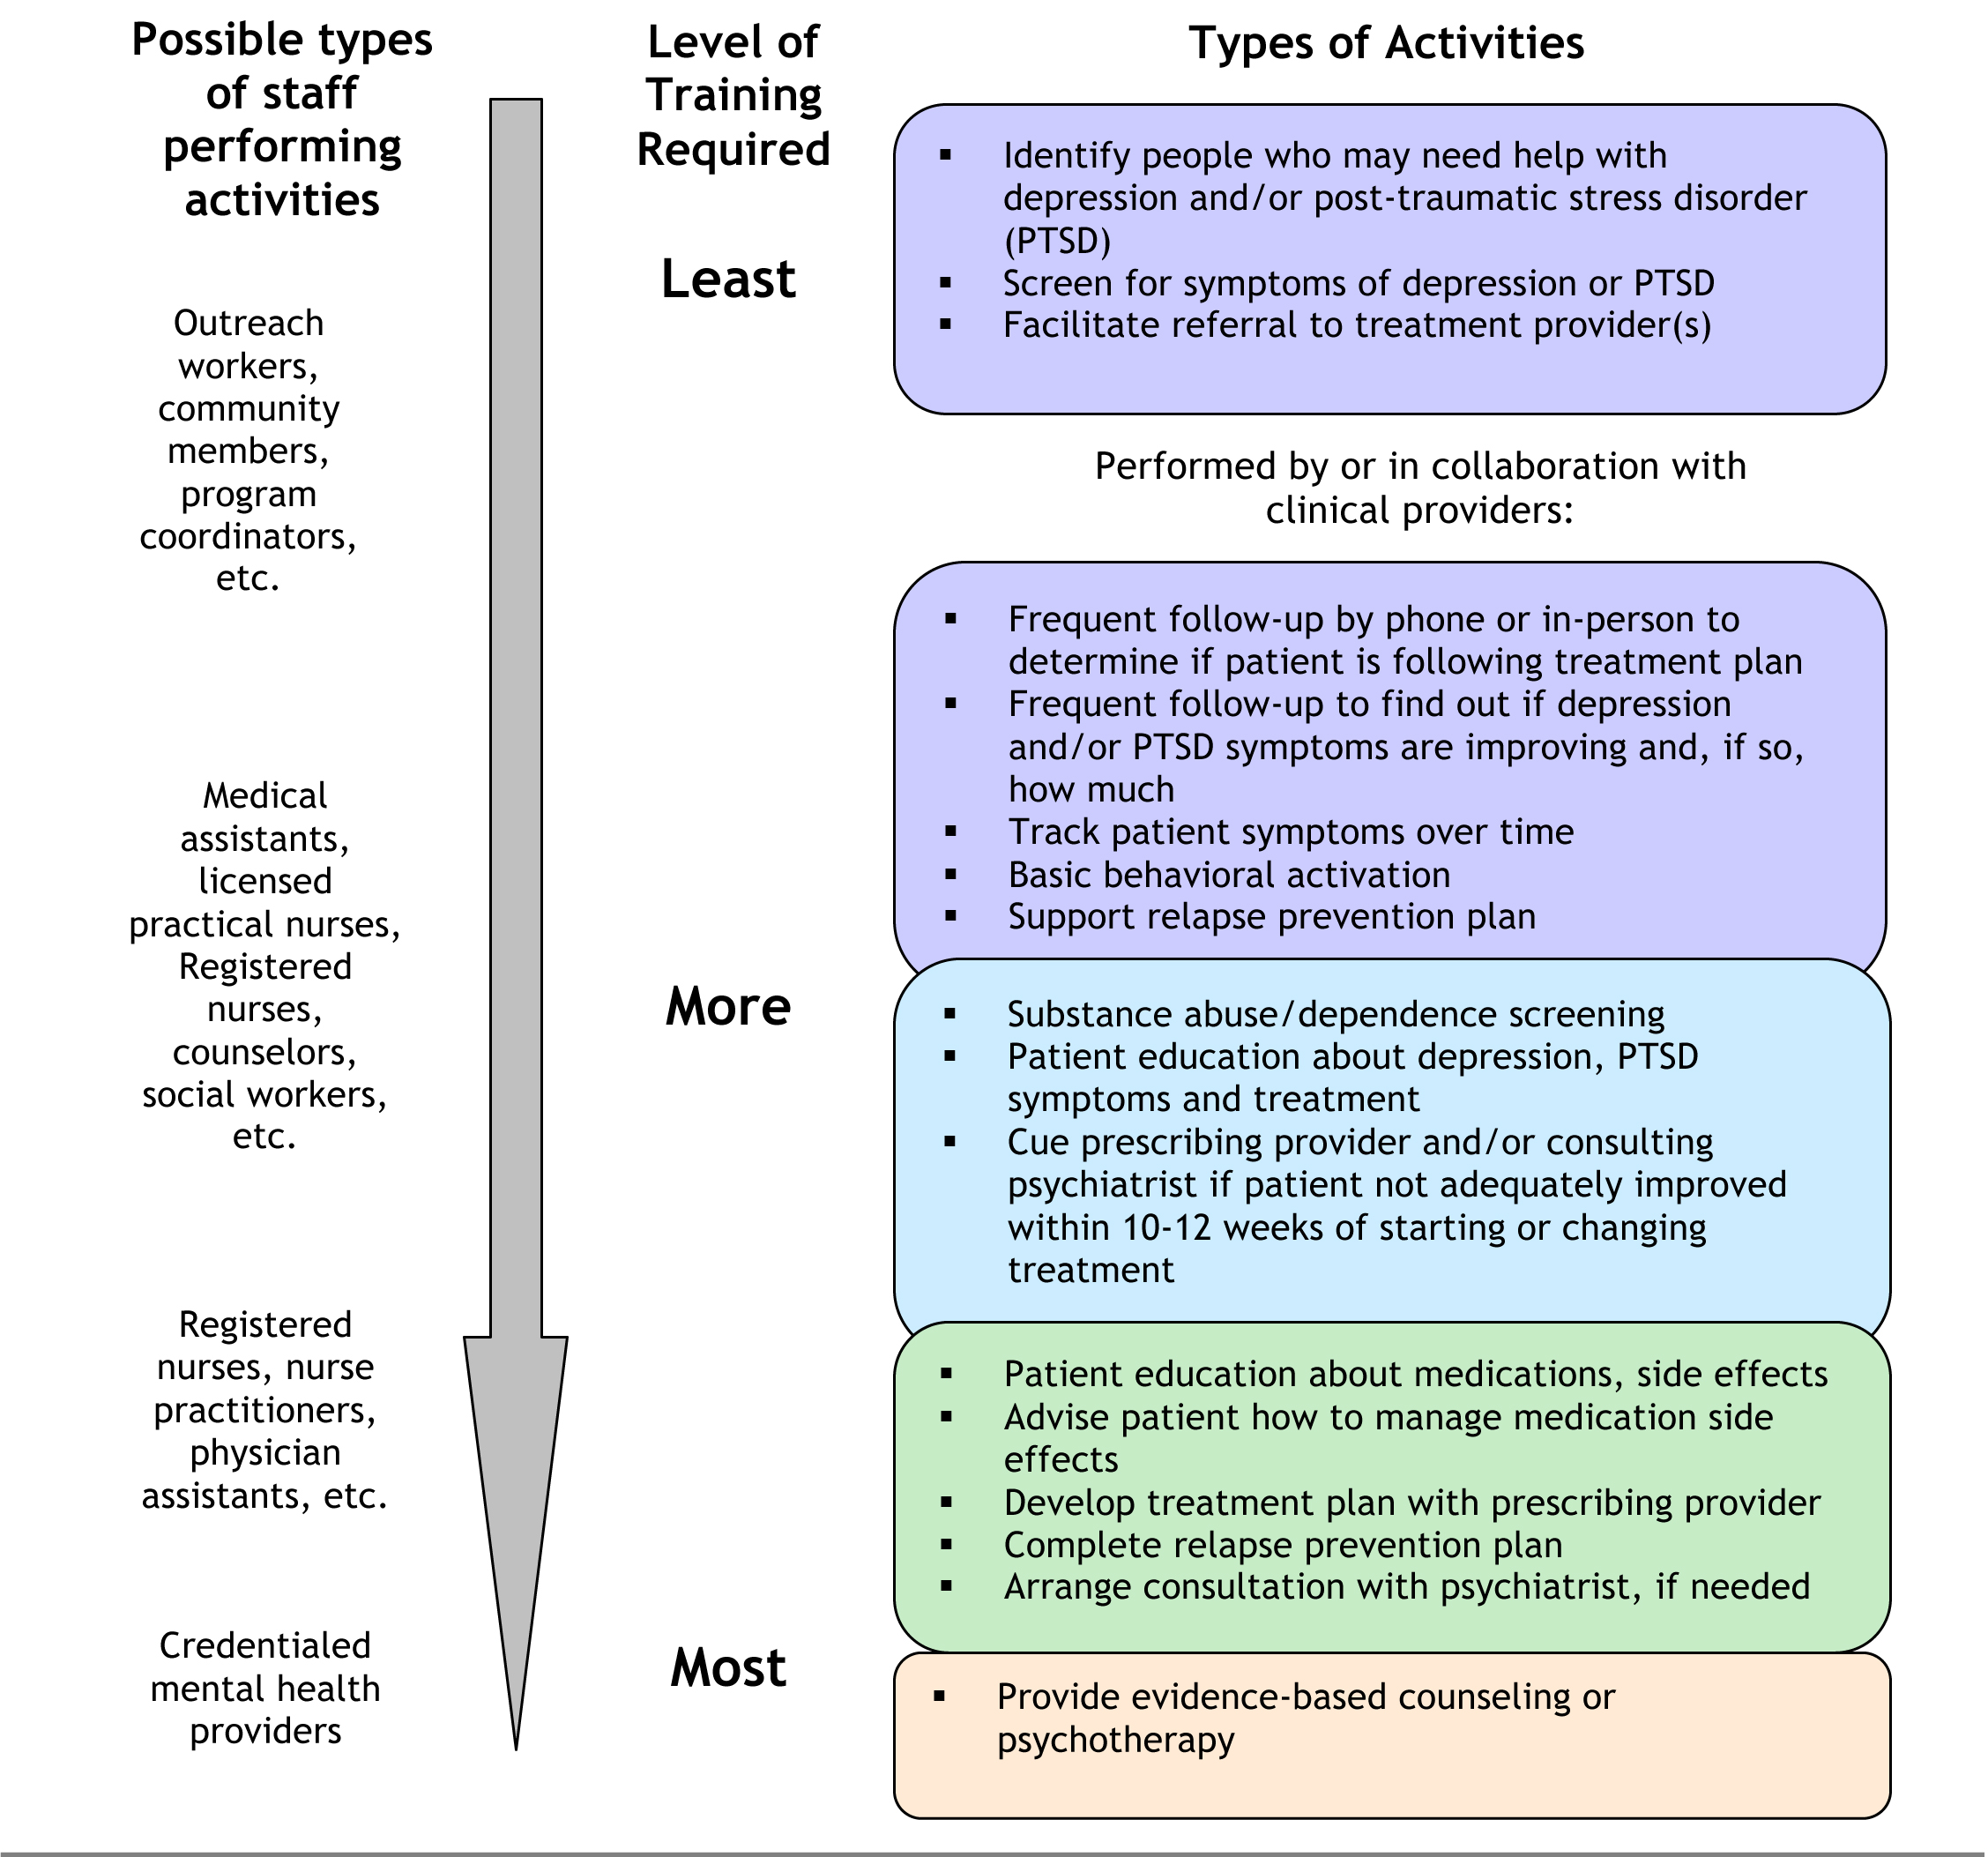 Possible types
of staff
performing
activities
Outreach
workers,
community
members,
program
coordinators,
etc.
Medical
assistants,
licensed
practical nurses,
Registered
nurses,
counselors,
social workers,
etc.
Registered
nurses, nurse
practitioners,
physician
assistants, etc.
Credentialed
mental health
providers
Level of
Training
Required
Least
More
Most
Types of Activities
▪ Identify people who may need help with
depression and/or post-traumatic stress disorder
(PTSD)
▪ Screen for symptoms of depression or PTSD
▪ Facilitate referral to treatment provider(s)
Performed by or in collaboration with
clinical providers:
▪ Frequent follow-up by phone or in-person to
determine if patient is following treatment plan
▪ Frequent follow-up to find out if depression
and/or PTSD symptoms are improving and, if so,
how much
▪ Track patient symptoms over time
▪ Basic behavioral activation
▪ Support relapse prevention plan
▪ Substance abuse/dependence screening
▪ Patient education about depression, PTSD
symptoms and treatment
▪ Cue prescribing provider and/or consulting
psychiatrist if patient not adequately improved
within 10-12 weeks of starting or changing
treatment
▪ Patient education about medications, side effects
▪ Advise patient how to manage medication side
effects
▪ Develop treatment plan with prescribing provider
▪ Complete relapse prevention plan
▪ Arrange consultation with psychiatrist, if needed
▪ Provide evidence-based counseling or
psychotherapy